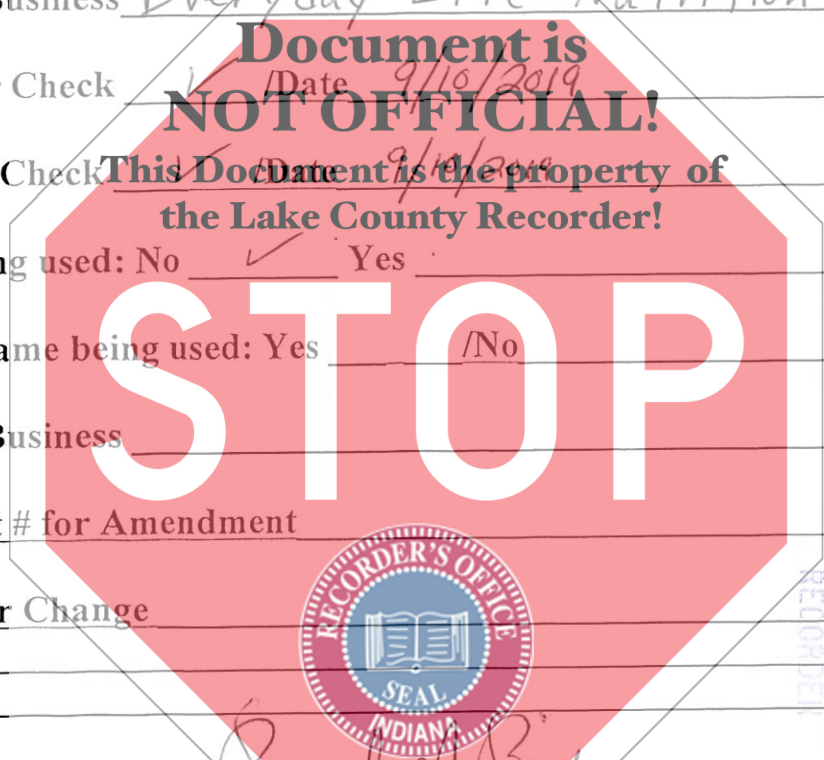 Business Everyday Life Nutrition
Document is
Check ✓ /Date 9/10/2019
NOT OFFICIAL!
Check ✓ /Date 9/10/2019
This Document is the property of
the Lake County Recorder!
ng used: No ✓ Yes
STOP
ame being used: Yes /No
Business
# for Amendment
RECORDER'S OFFICE
r Change
SEAL
INDIANA
RECORDER